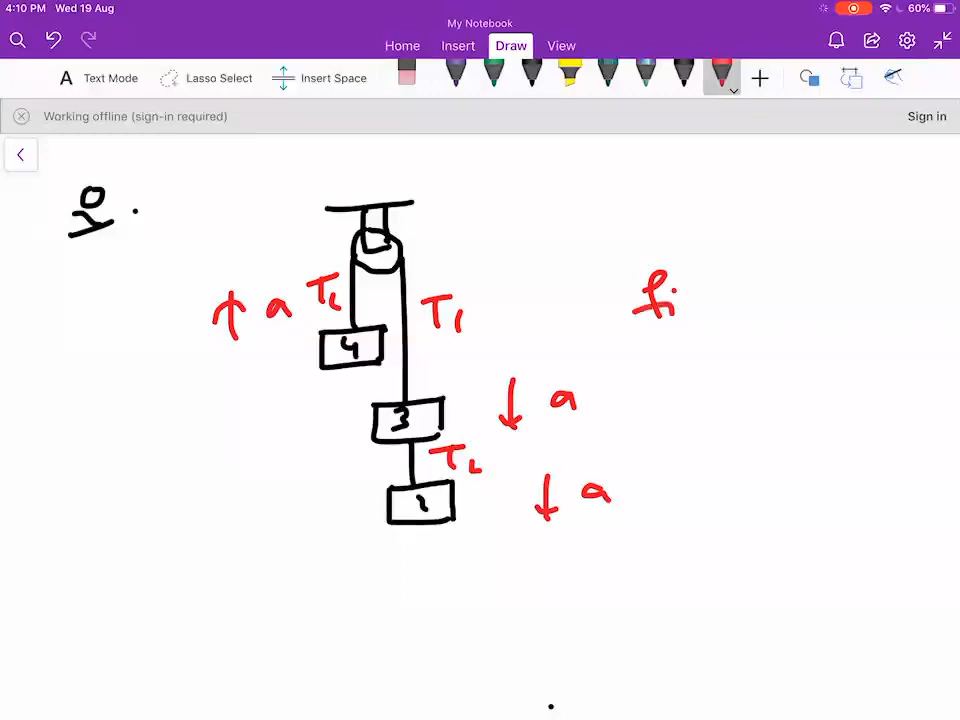 4:10 PM Wed 19 Aug
60%
My Notebook
Home Insert Draw View
A Text Mode Lasso Select Insert Space
Working offline (sign-in required) Sign in
Q.
↑ a T₁ T₁
4
3 ↓ a
T₂
↓ a